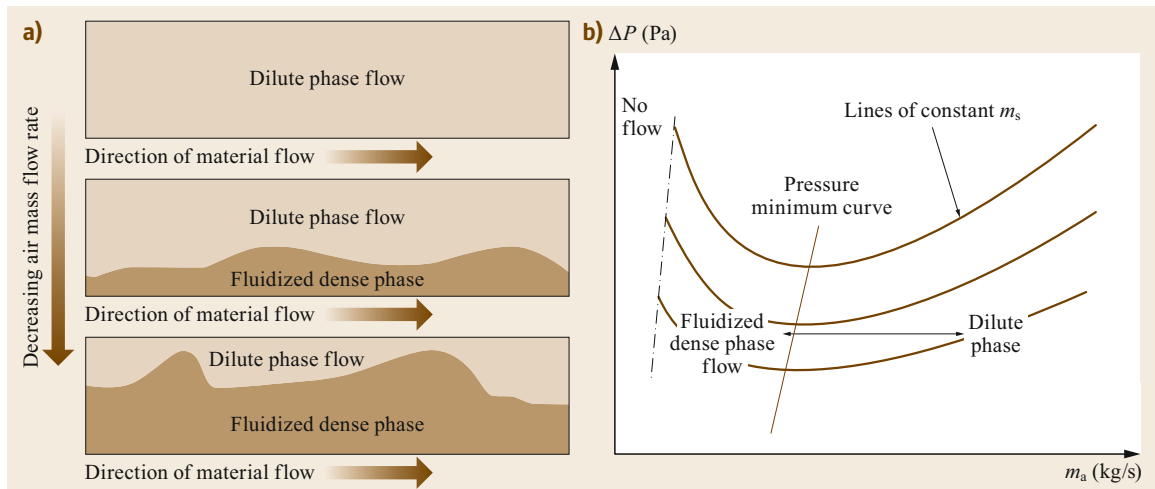 a)
Decreasing air mass flow rate
Dilute phase flow
Direction of material flow
Dilute phase flow
Fluidized dense phase
Direction of material flow
Dilute phase flow
Fluidized dense phase
Direction of material flow
b) ΔP (Pa)
No
flow
Lines of constant mₛ
Pressure
minimum curve
Fluidized
dense phase
flow
Dilute
phase
mₐ (kg/s)